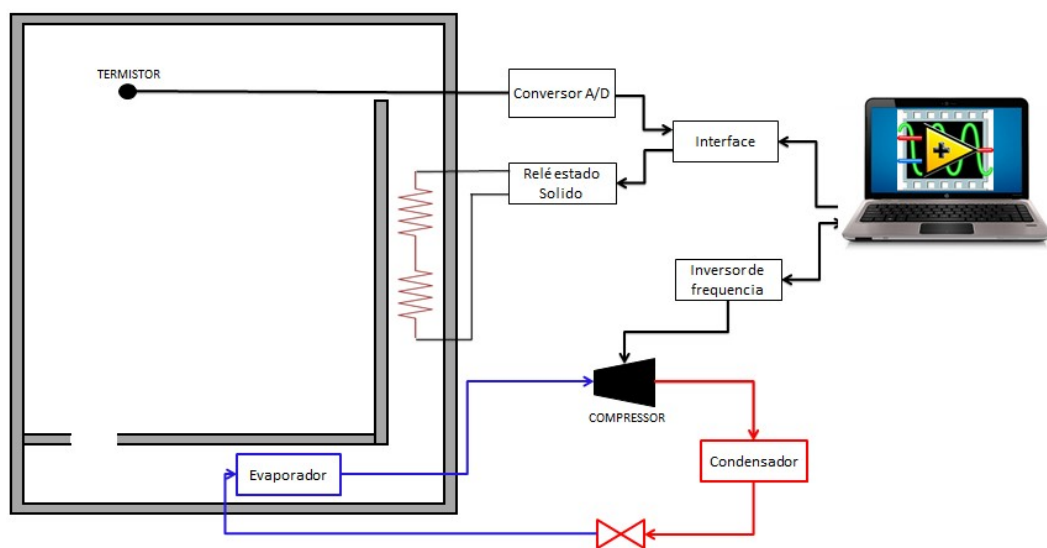 TERMISTOR
Conversor A/D
Interface
Relé estado
Solido
Inversor de
frequencia
COMPRESSOR
Condensador
Evaporador